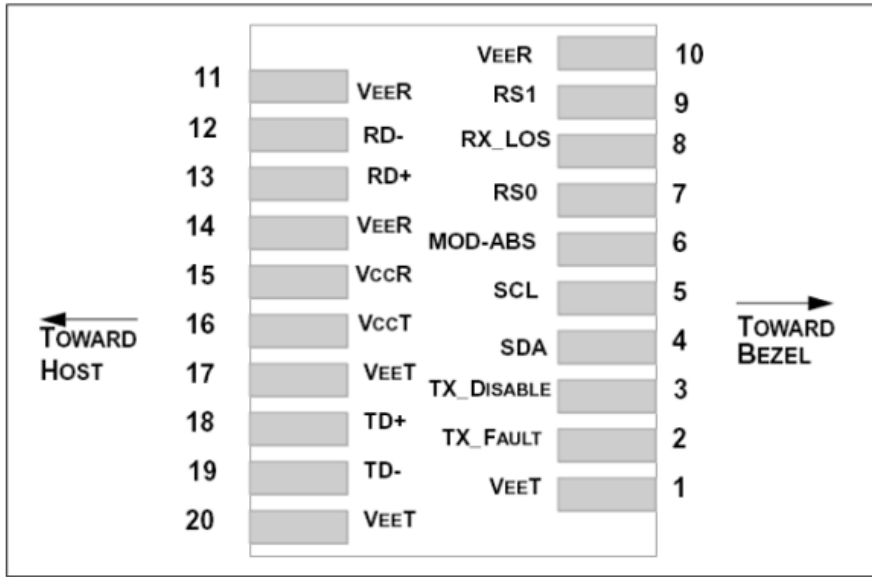 11 VEER VEER 10
12 RD- RS1 9
13 RD+ RX_LOS 8
14 VEER RS0 7
15 VCCR MOD-ABS 6
16 VCCT SCL 5
17 VEET SDA 4
18 TD+ TX_DISABLE 3
19 TD- TX_FAULT 2
20 VEET VEET 1
TOWARD
HOST
TOWARD
BEZEL